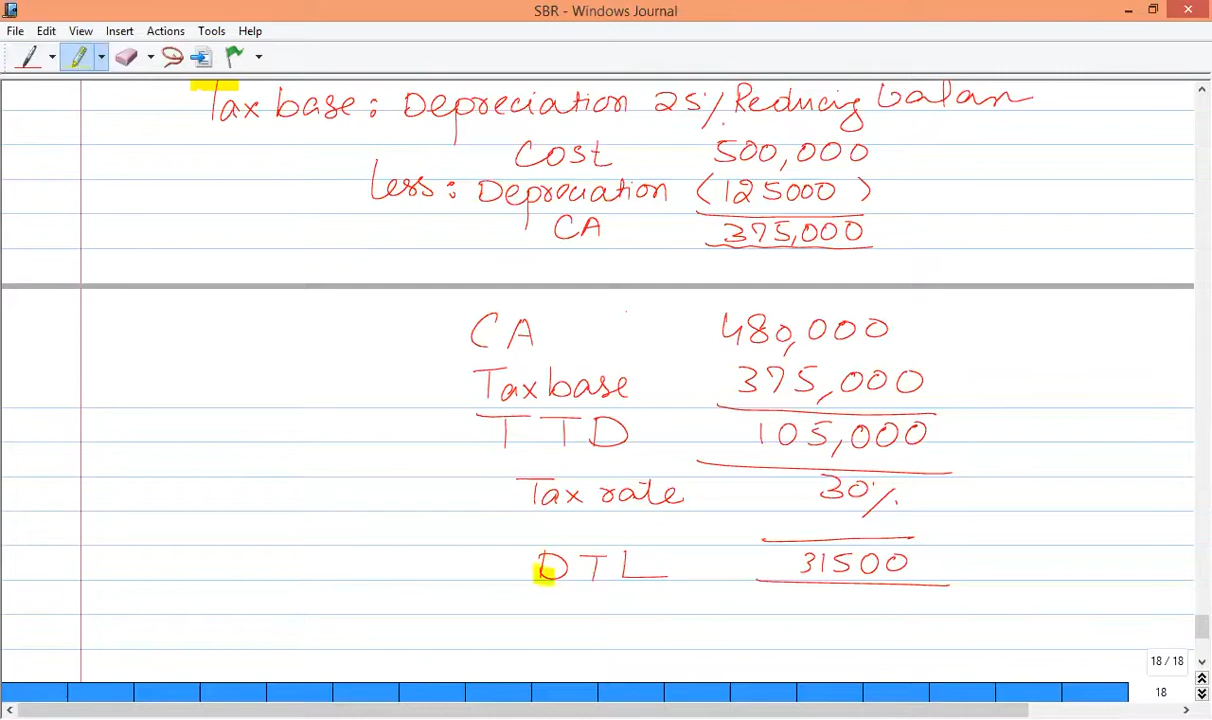 SBR - Windows Journal
File Edit View Insert Actions Tools Help
Tax base: Depreciation 25% Reducing balan
Cost 500,000
less: Depreciation (125000)
CA 375,000
CA 480,000
Tax base 375,000
TTD 105,000
Tax rate 30%
DTL 31500
18 / 18
18